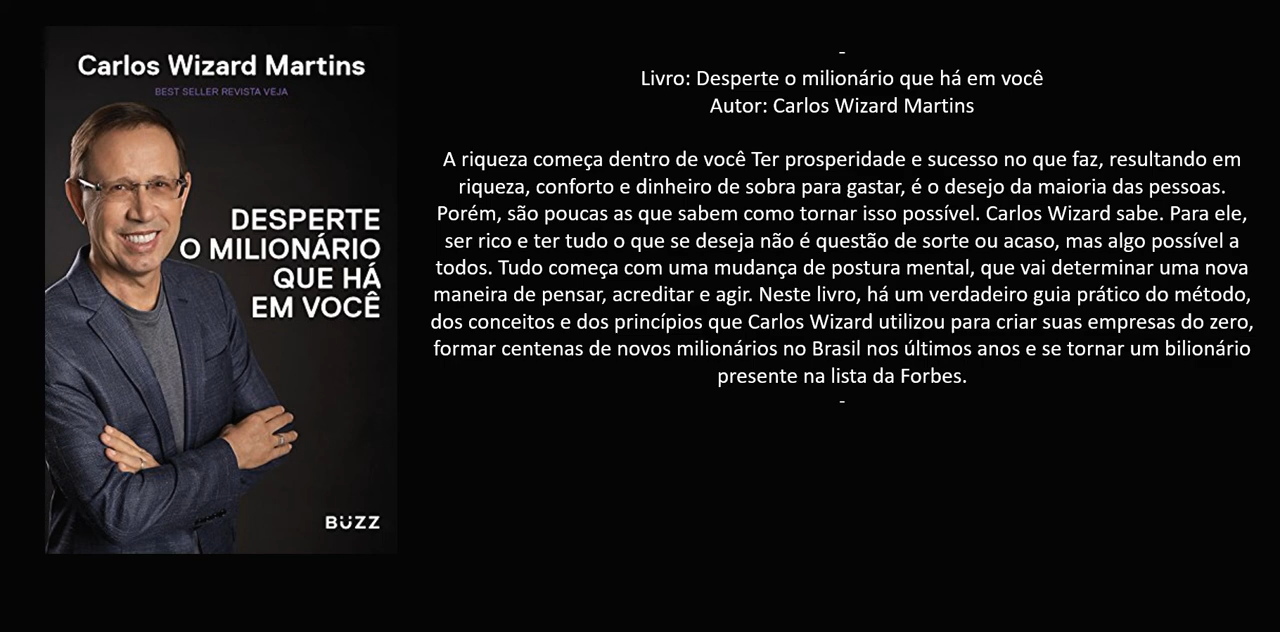 Carlos Wizard Martins
BEST SELLER REVISTA VEJA
DESPERTE
O MILIONÁRIO
QUE HÁ
EM VOCÊ
BUZZ
-
Livro: Desperte o milionário que há em você
Autor: Carlos Wizard Martins
A riqueza começa dentro de você Ter prosperidade e sucesso no que faz, resultando em
riqueza, conforto e dinheiro de sobra para gastar, é o desejo da maioria das pessoas.
Porém, são poucas as que sabem como tornar isso possível. Carlos Wizard sabe. Para ele,
ser rico e ter tudo o que se deseja não é questão de sorte ou acaso, mas algo possível a
todos. Tudo começa com uma mudança de postura mental, que vai determinar uma nova
maneira de pensar, acreditar e agir. Neste livro, há um verdadeiro guia prático do método,
dos conceitos e dos princípios que Carlos Wizard utilizou para criar suas empresas do zero,
formar centenas de novos milionários no Brasil nos últimos anos e se tornar um bilionário
presente na lista da Forbes.
-